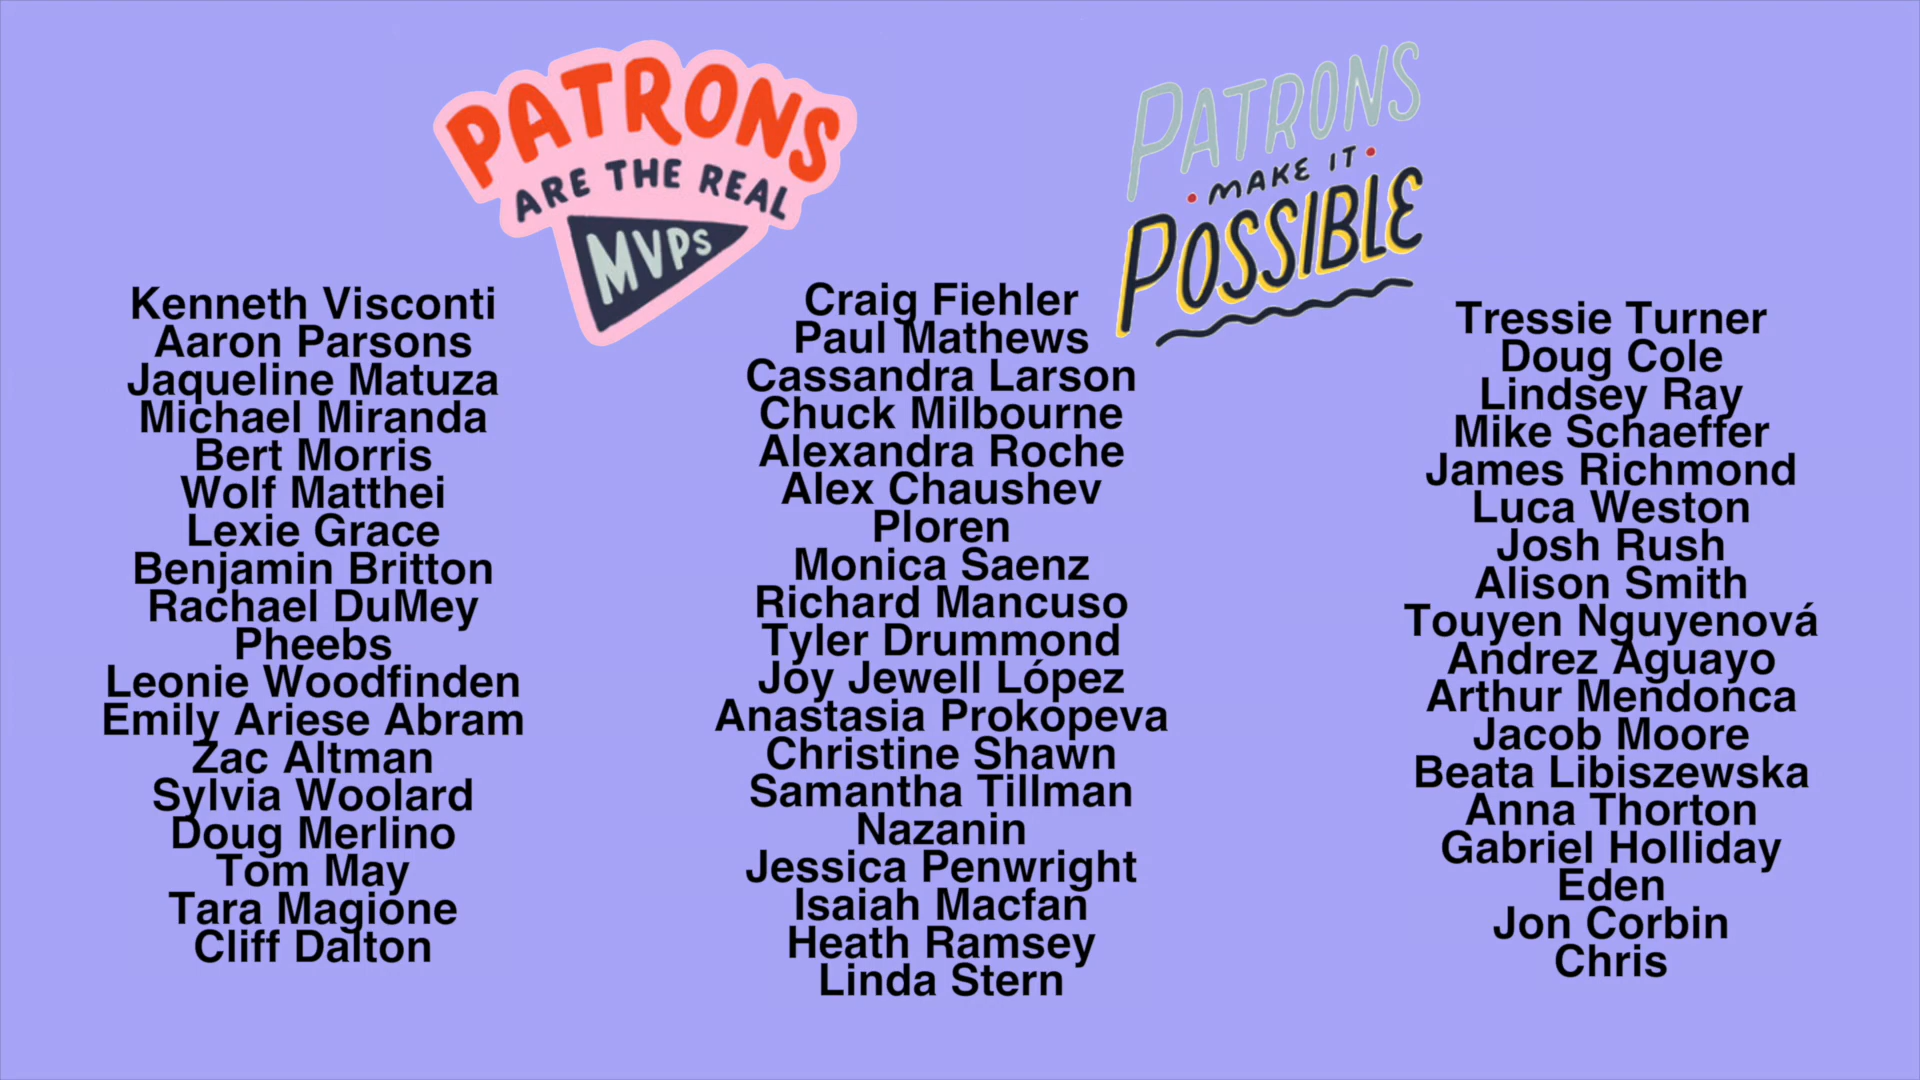 PATRONS
ARE THE REAL
MVPs
PATRONS
MAKE IT
POSSIBLE
Kenneth Visconti
Aaron Parsons
Jaqueline Matuza
Michael Miranda
Bert Morris
Wolf Matthei
Lexie Grace
Benjamin Britton
Rachael DuMey
Pheebs
Leonie Woodfinden
Emily Ariese Abram
Zac Altman
Sylvia Woolard
Doug Merlino
Tom May
Tara Magione
Cliff Dalton
Craig Fiehler
Paul Mathews
Cassandra Larson
Chuck Milbourne
Alexandra Roche
Alex Chaushev
Ploren
Monica Saenz
Richard Mancuso
Tyler Drummond
Joy Jewell López
Anastasia Prokopeva
Christine Shawn
Samantha Tillman
Nazanin
Jessica Penwright
Isaiah Macfan
Heath Ramsey
Linda Stern
Tressie Turner
Doug Cole
Lindsey Ray
Mike Schaeffer
James Richmond
Luca Weston
Josh Rush
Alison Smith
Touyen Nguyenová
Andrez Aguayo
Arthur Mendonca
Jacob Moore
Beata Libiszewska
Anna Thorton
Gabriel Holliday
Eden
Jon Corbin
Chris